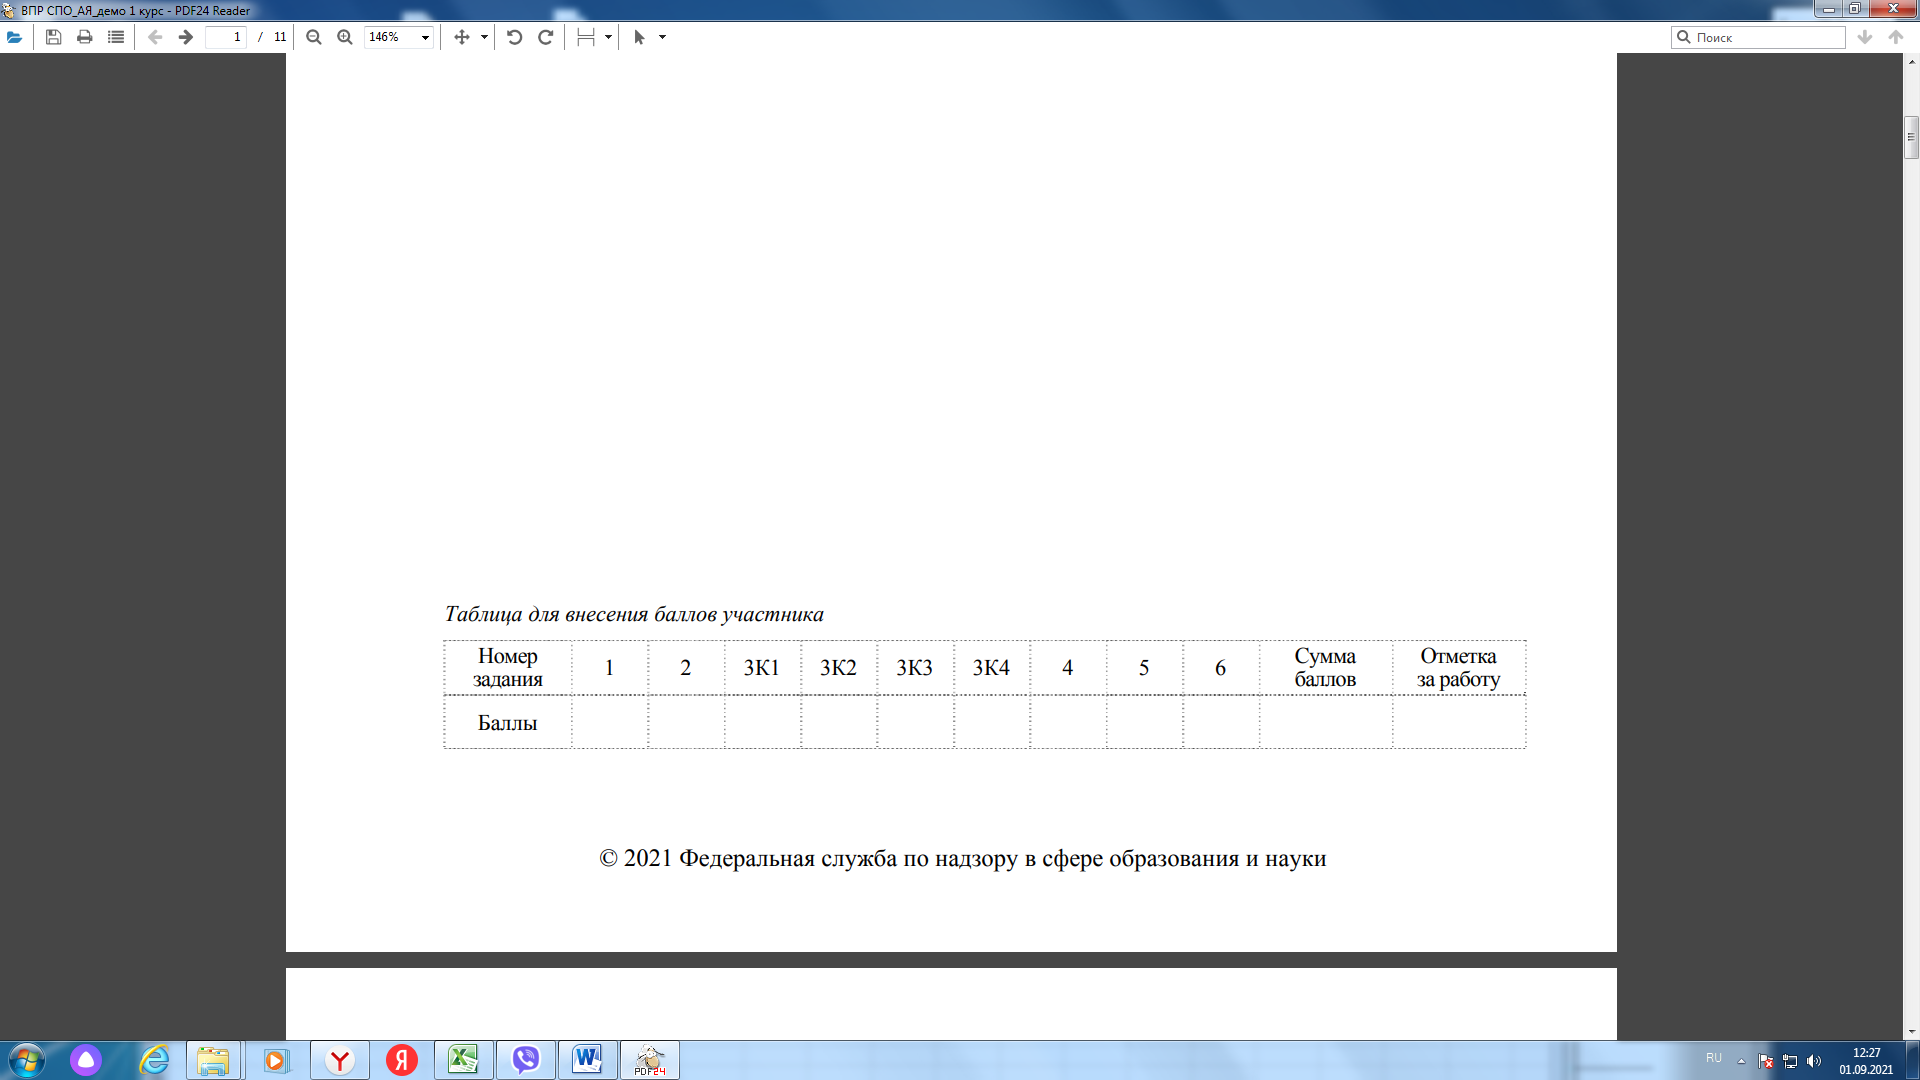 ВПР СПО_АЯ_демо 1 курс - PDF24 Reader
1 / 11
146%
Поиск
Таблица для внесения баллов участника
Номер задания 1 2 3К1 3К2 3К3 3К4 4 5 6 Сумма баллов Отметка за работу
Баллы
© 2021 Федеральная служба по надзору в сфере образования и науки
RU
12:27
01.09.2021
PDF24